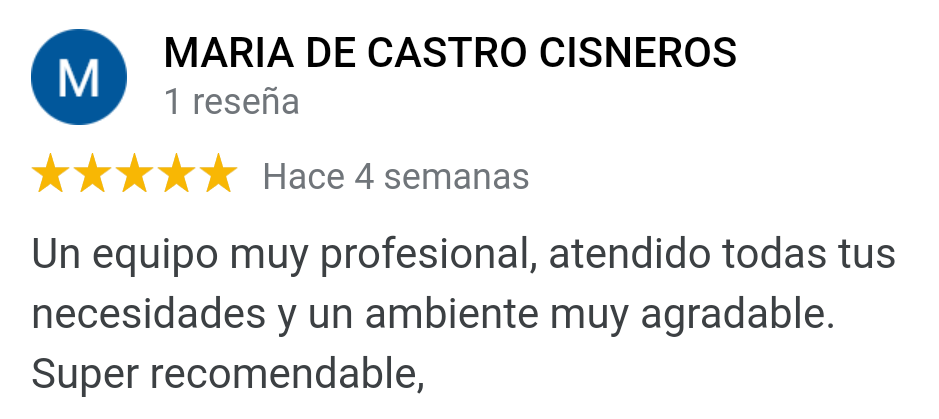 M
MARIA DE CASTRO CISNEROS
1 reseña
Hace 4 semanas
Un equipo muy profesional, atendido todas tus
necesidades y un ambiente muy agradable.
Super recomendable,